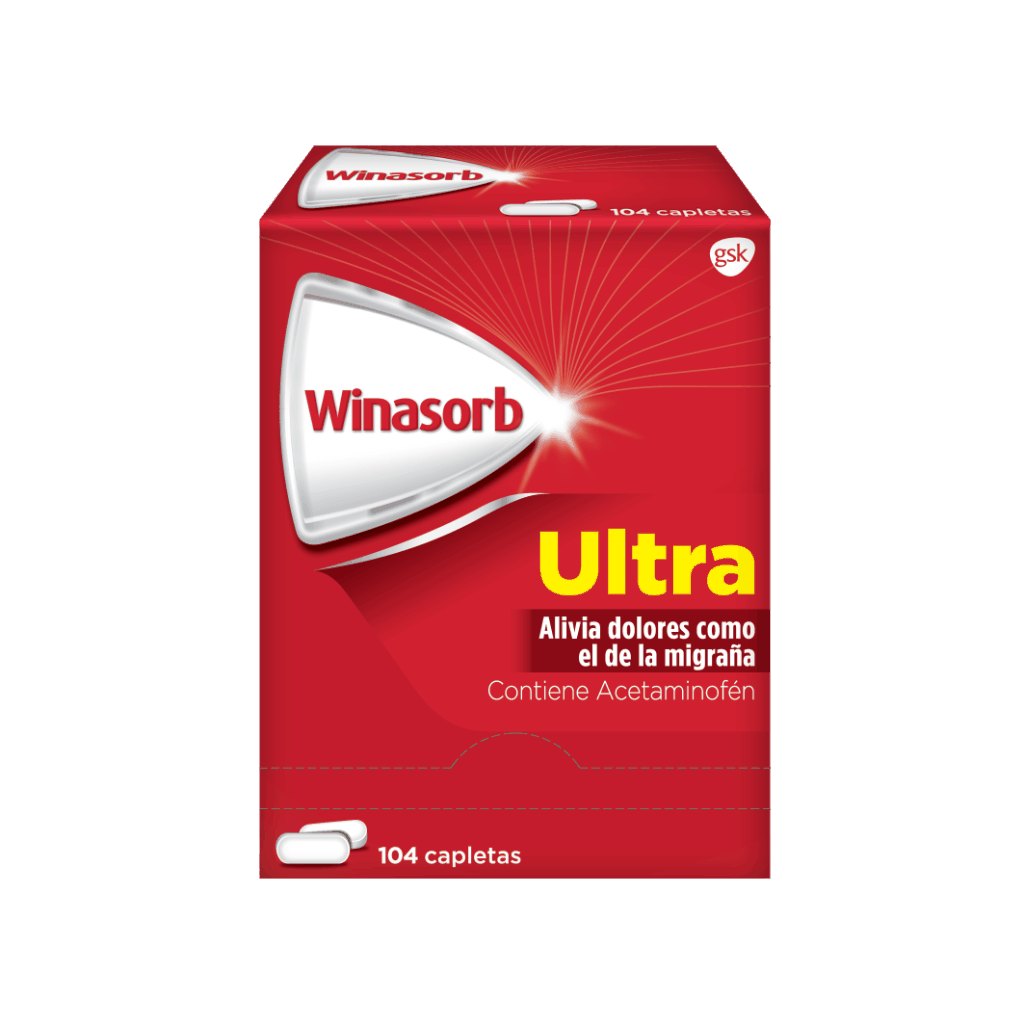 Winasorb
104 capletas
gsk
Winasorb
Ultra
Alivia dolores como
el de la migraña
Contiene Acetaminofén
104 capletas